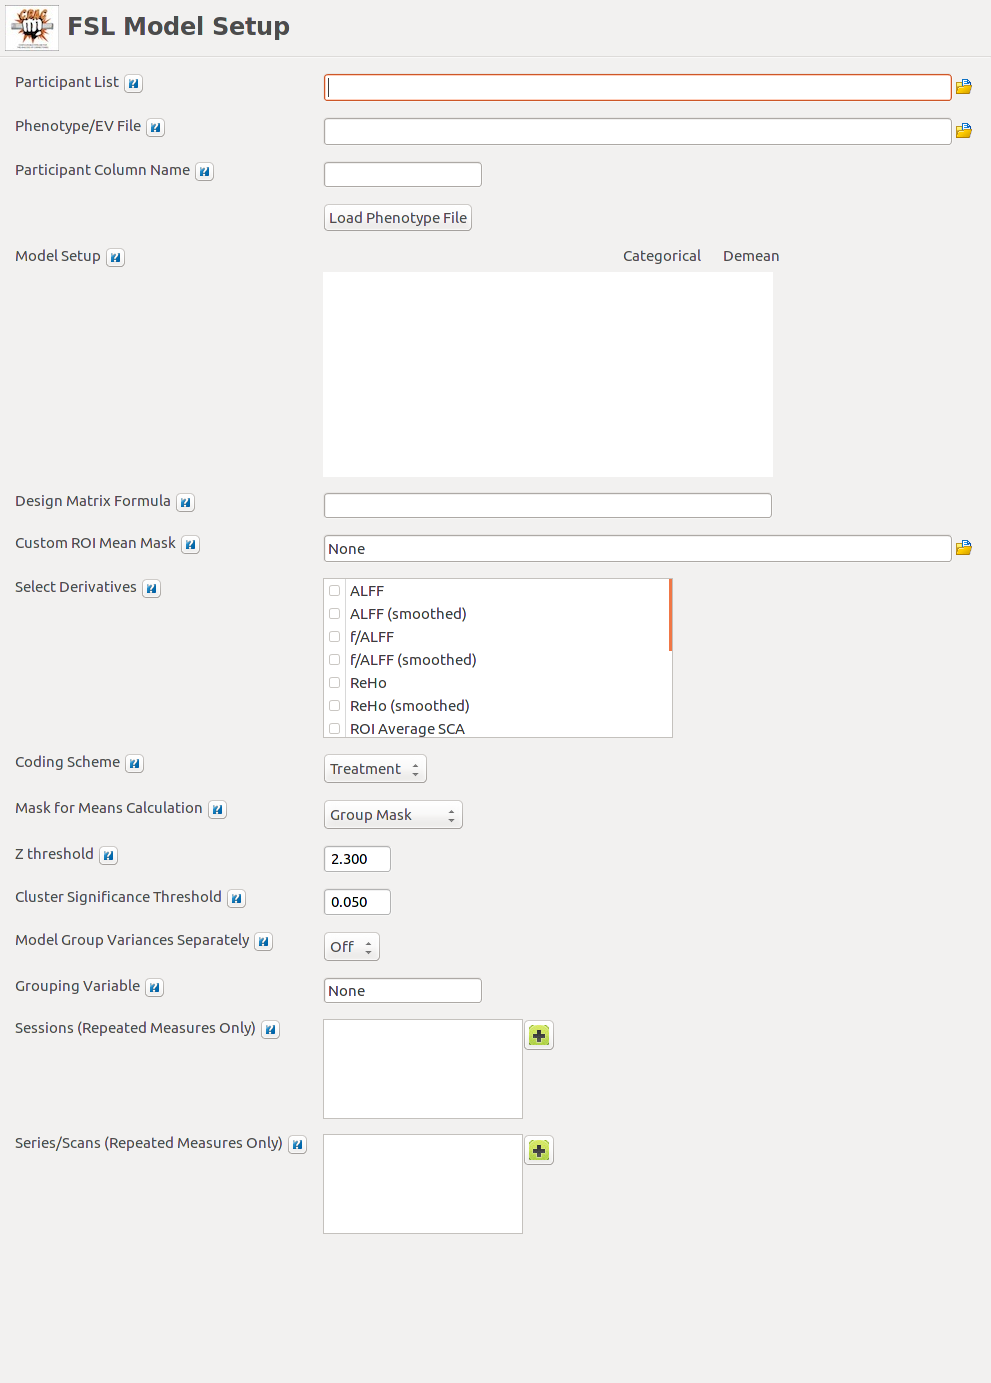 FSL Model Setup
Participant List
Phenotype/EV File
Participant Column Name
Load Phenotype File
Model Setup Categorical Demean
Design Matrix Formula
Custom ROI Mean Mask None
Select Derivatives
ALFF
ALFF (smoothed)
f/ALFF
f/ALFF (smoothed)
ReHo
ReHo (smoothed)
ROI Average SCA
Coding Scheme Treatment
Mask for Means Calculation Group Mask
Z threshold 2.300
Cluster Significance Threshold 0.050
Model Group Variances Separately Off
Grouping Variable None
Sessions (Repeated Measures Only)
Series/Scans (Repeated Measures Only)